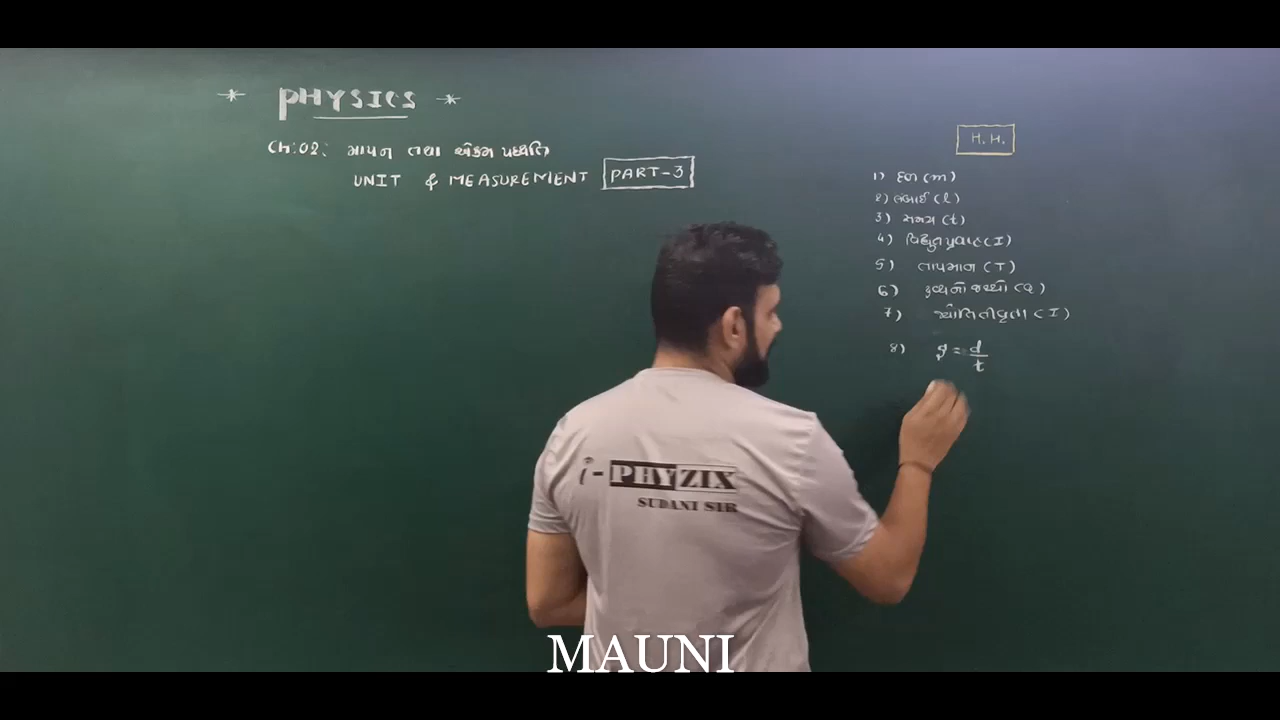 * PHYSICS *
CH:02: માપન તથા એકમ પધ્ધતિ
UNIT & MEASUREMENT PART-3
H.H.
1) દળ (m)
2) લંબાઈ (l)
3) સમય (t)
4) વિદ્યુતપ્રવાહ (I)
5) તાપમાન (T)
6) દ્રવ્યનો જથ્થો (Q)
7) જ્યોતિતીવ્રતા (I)
8) = d/t
i-PHYZIX
SUDANI SIR
MAUNI